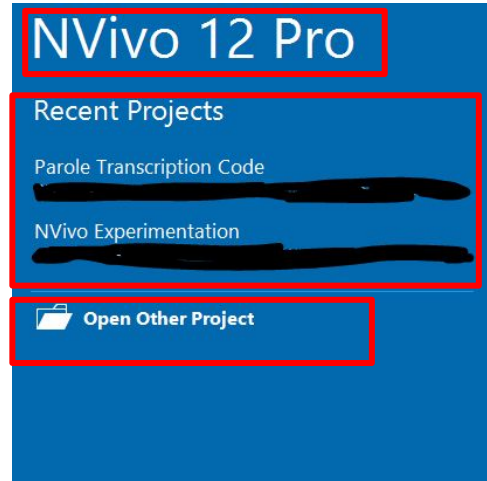 NVivo 12 Pro
Recent Projects
Parole Transcription Code
NVivo Experimentation
Open Other Project